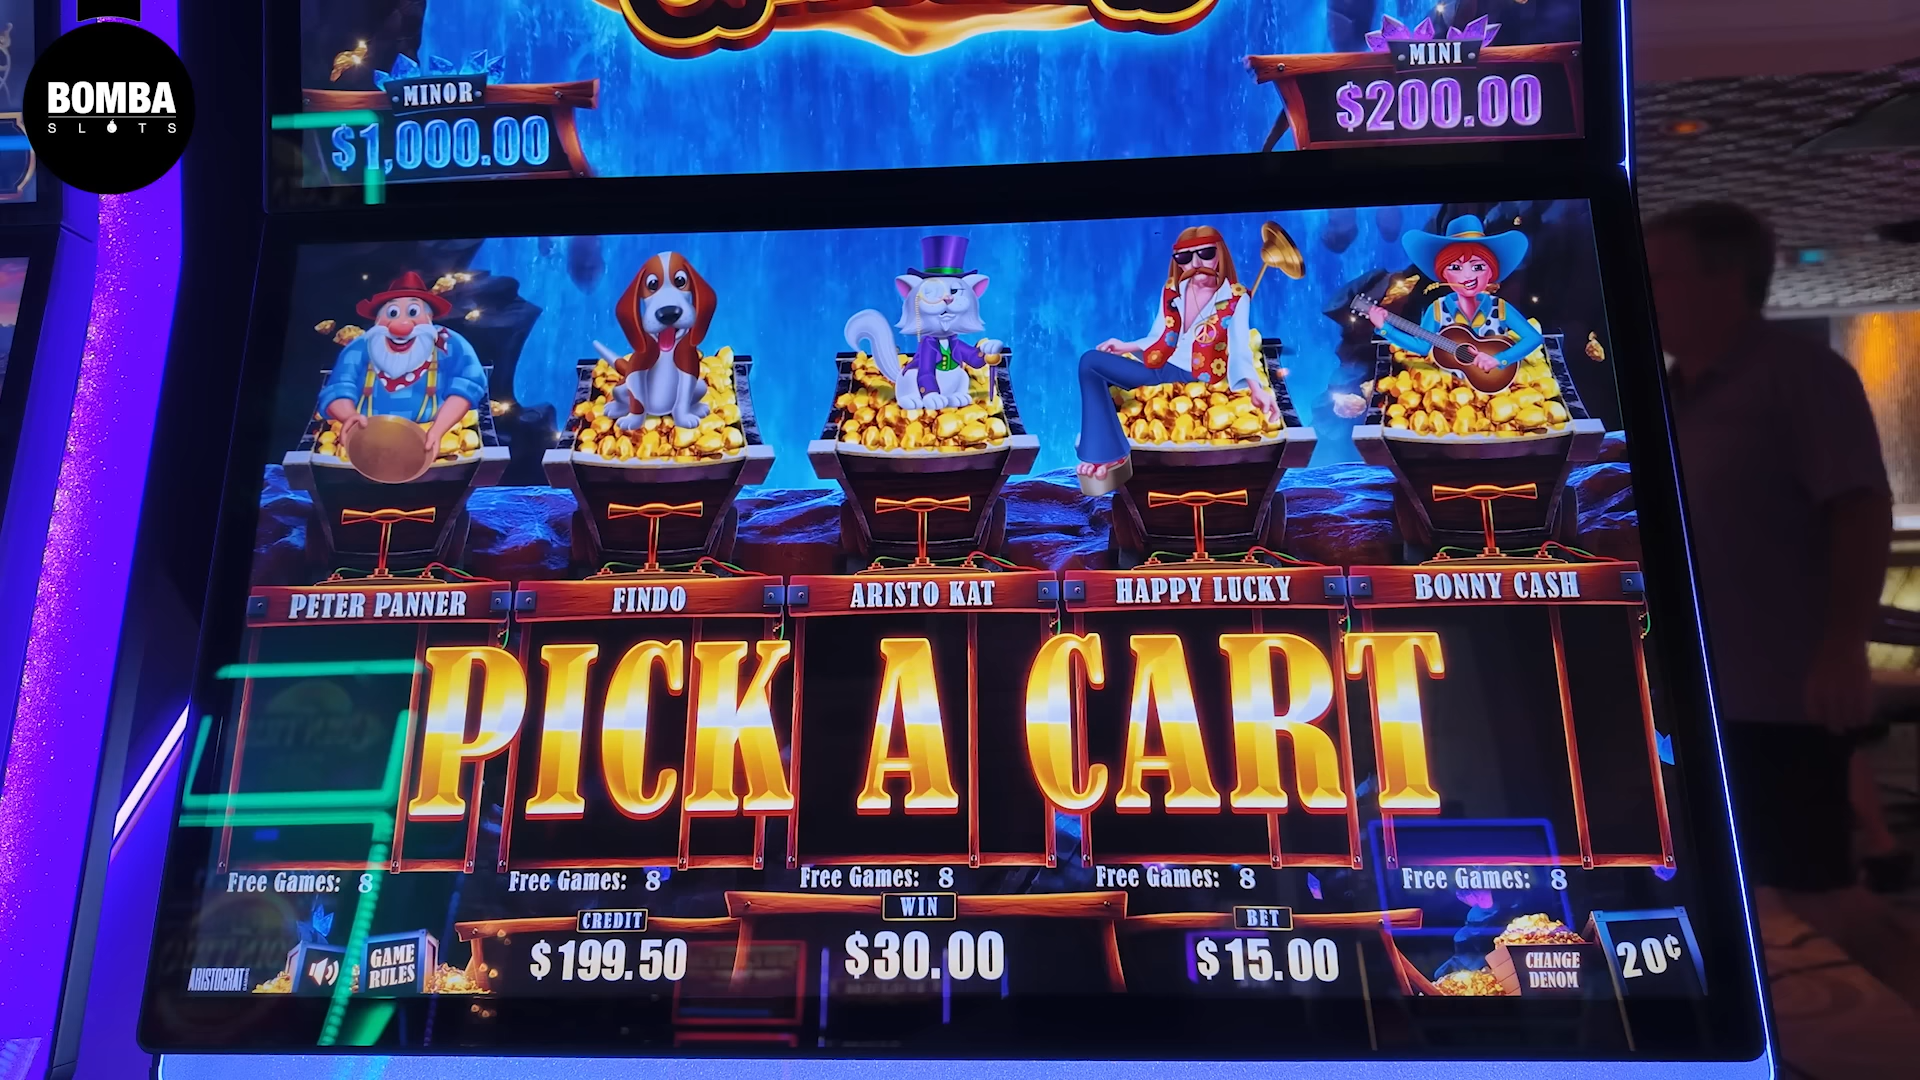 BOMBA
SLOTS
MINOR
$1,000.00
MINI
$200.00
PETER PANNER
FINDO
ARISTO KAT
HAPPY LUCKY
BONNY CASH
PICK A CART
Free Games: 8
Free Games: 8
Free Games: 8
Free Games: 8
Free Games: 8
ARISTOCRAT
GAME
RULES
CREDIT
$199.50
WIN
$30.00
BET
$15.00
CHANGE
DENOM
20¢